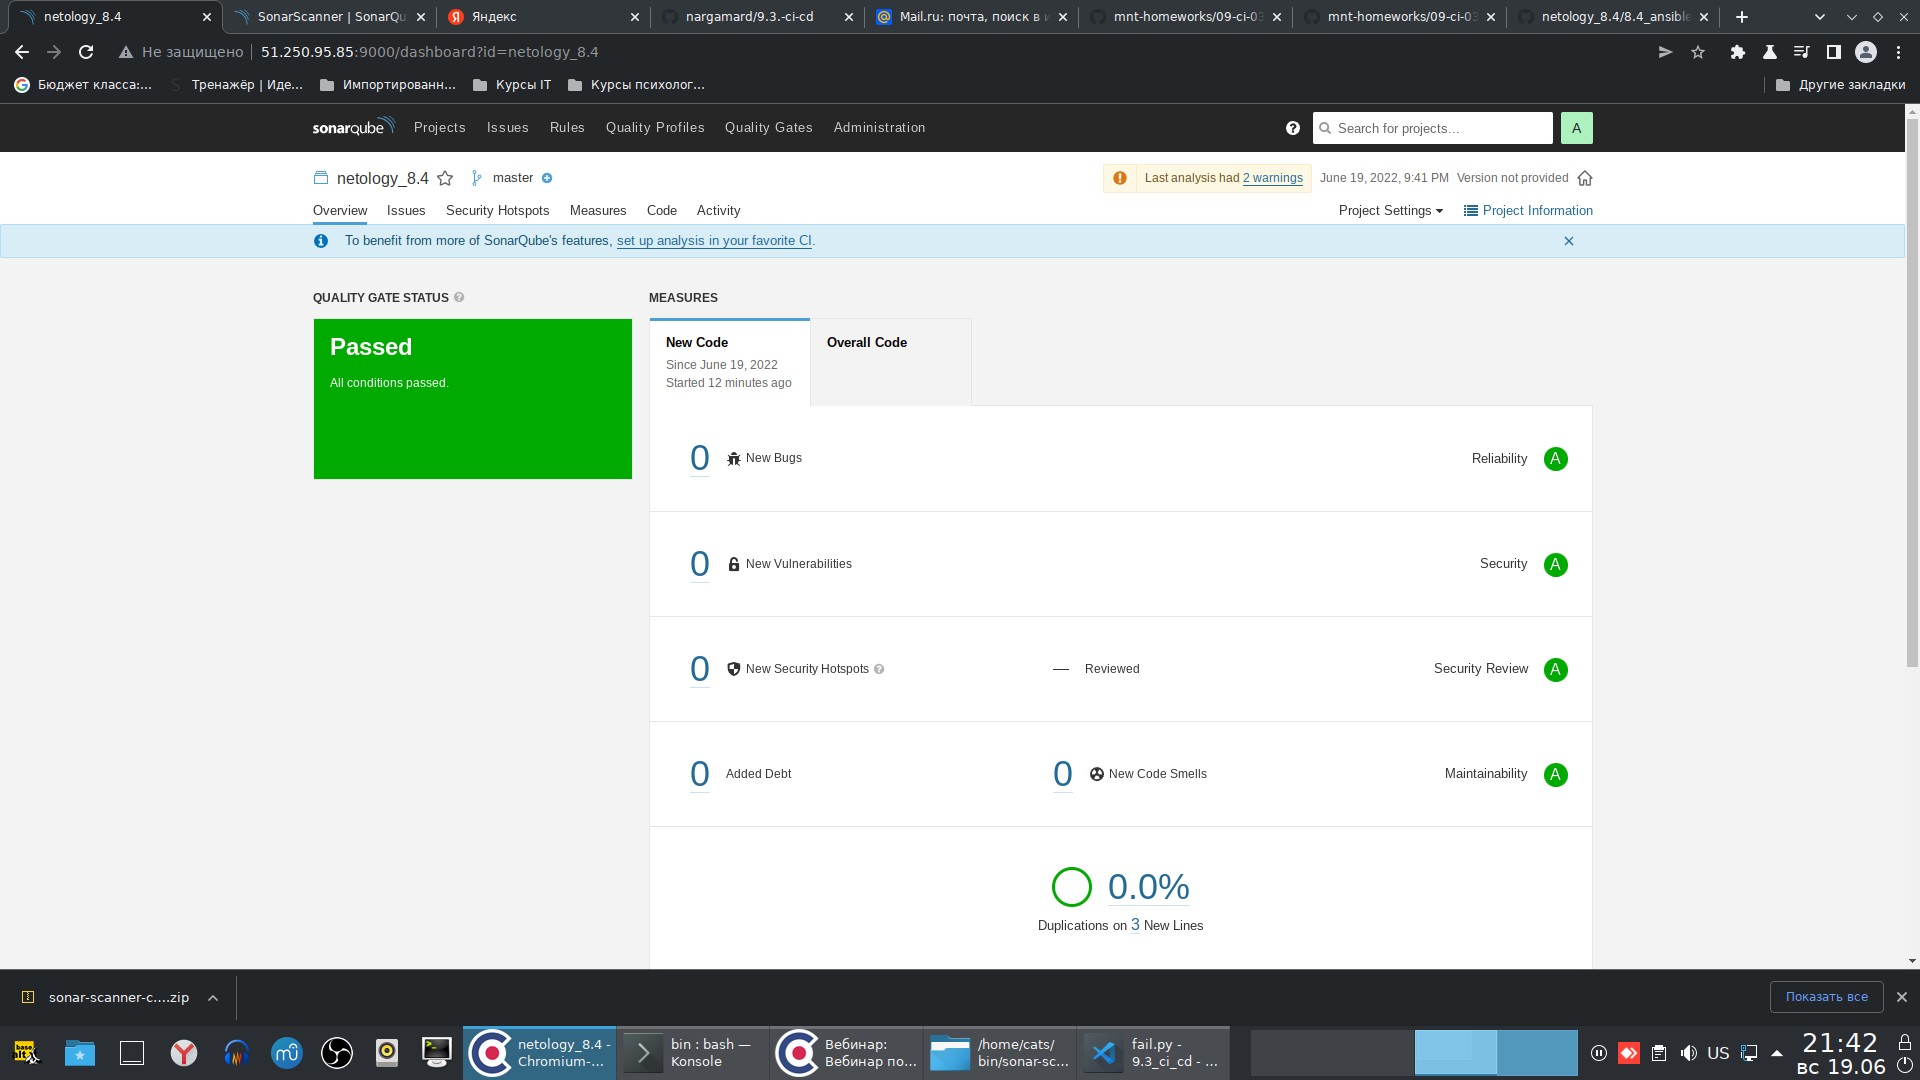 netology_8.4
SonarScanner | SonarQu
Яндекс
nargamard/9.3.-ci-cd
Mail.ru: почта, поиск в и
mnt-homeworks/09-ci-03
mnt-homeworks/09-ci-03
netology_8.4/8.4_ansible
Не защищено
51.250.95.85:9000/dashboard?id=netology_8.4
Бюджет класса:...
Тренажёр | Иде...
Импортированн...
Курсы IT
Курсы психолог...
Другие закладки
sonarqube
Projects
Issues
Rules
Quality Profiles
Quality Gates
Administration
Search for projects...
A
netology_8.4
master
Last analysis had 2 warnings
June 19, 2022, 9:41 PM
Version not provided
Overview
Issues
Security Hotspots
Measures
Code
Activity
Project Settings
Project Information
To benefit from more of SonarQube's features, set up analysis in your favorite CI.
QUALITY GATE STATUS
MEASURES
Passed
All conditions passed.
New Code
Since June 19, 2022
Started 12 minutes ago
Overall Code
0 New Bugs
Reliability A
0 New Vulnerabilities
Security A
0 New Security Hotspots
— Reviewed
Security Review A
0 Added Debt
0 New Code Smells
Maintainability A
0.0%
Duplications on 3 New Lines
sonar-scanner-c....zip
Показать все
netology_8.4 -
Chromium-...
bin : bash —
Konsole
Вебинар:
Вебинар по...
/home/cats/
bin/sonar-sc...
fail.py -
9.3_ci_cd - ...
US
21:42
вс 19.06